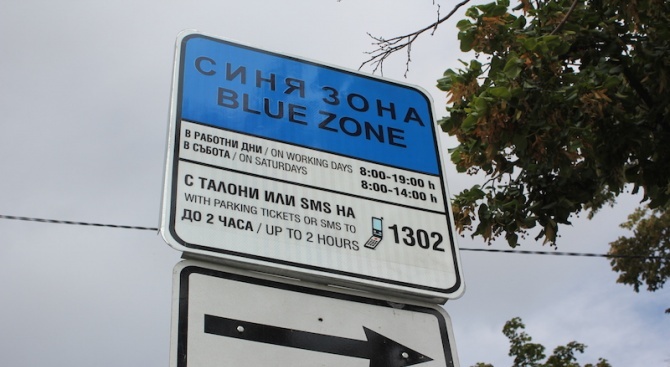 СИНЯ ЗОНА
BLUE ZONE
В РАБОТНИ ДНИ / ON WORKING DAYS 8:00-19:00 h
В СЪБОТА / ON SATURDAYS 8:00-14:00 h
С ТАЛОНИ ИЛИ SMS НА
WITH PARKING TICKETS OR SMS TO 1302
ДО 2 ЧАСА / UP TO 2 HOURS